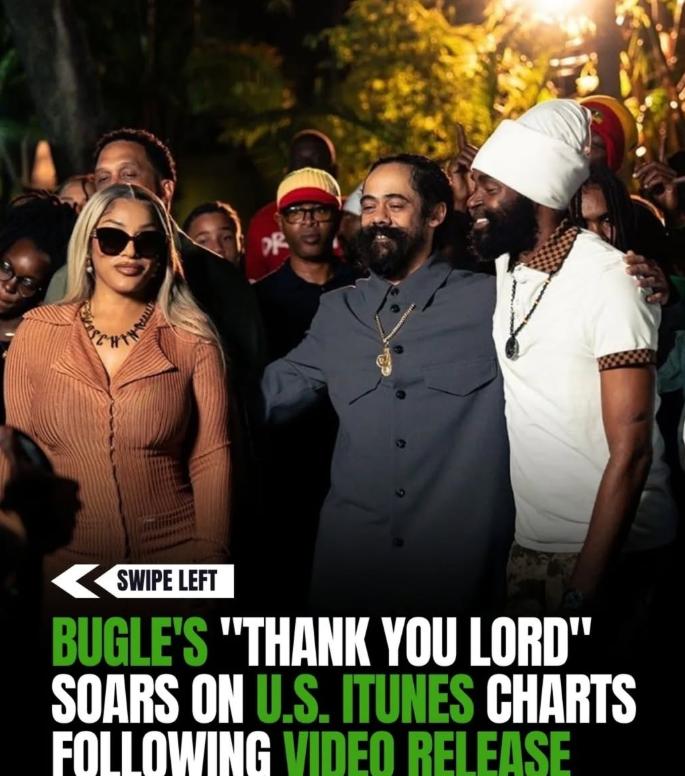 SWIPE LEFT
BUGLE'S "THANK YOU LORD"
SOARS ON U.S. ITUNES CHARTS
FOLLOWING VIDEO RELEASE